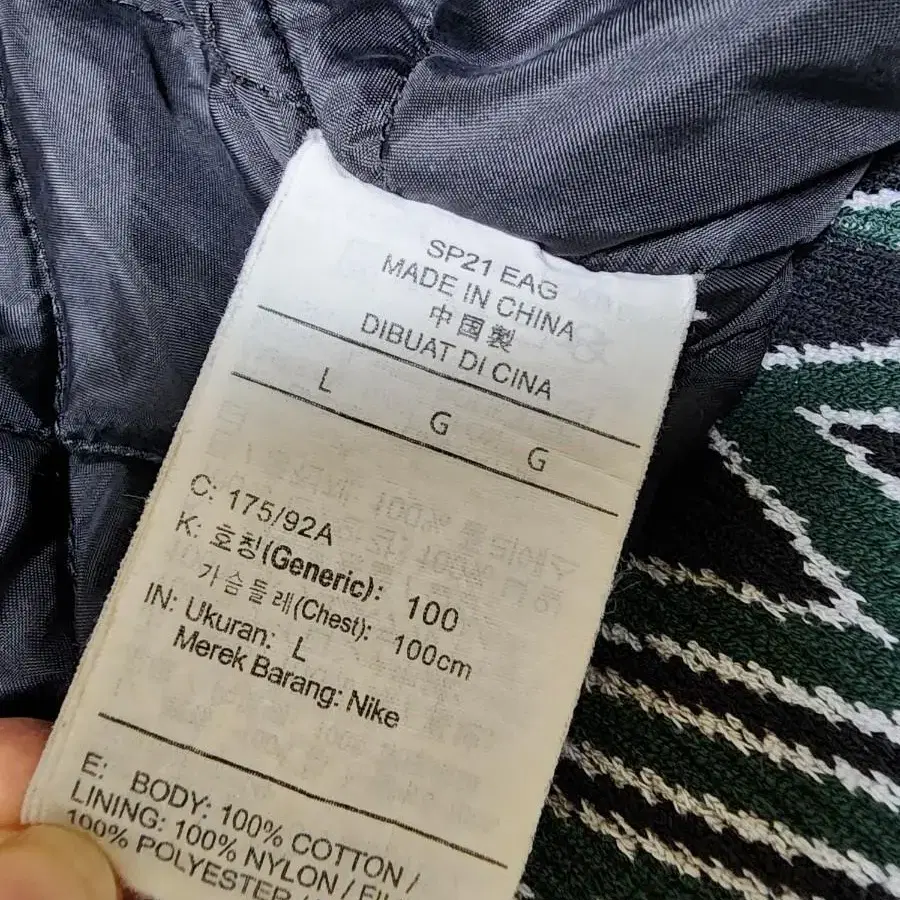 SP21 EAG
MADE IN CHINA
中国製
DIBUAT DI CINA
L G G
C: 175/92A
K: 호칭(Generic): 100
가슴둘레(Chest): 100cm
IN: Ukuran: L
Merek Barang: Nike
E: BODY: 100% COTTON /
LINING: 100% NYLON /
100% POLYESTER